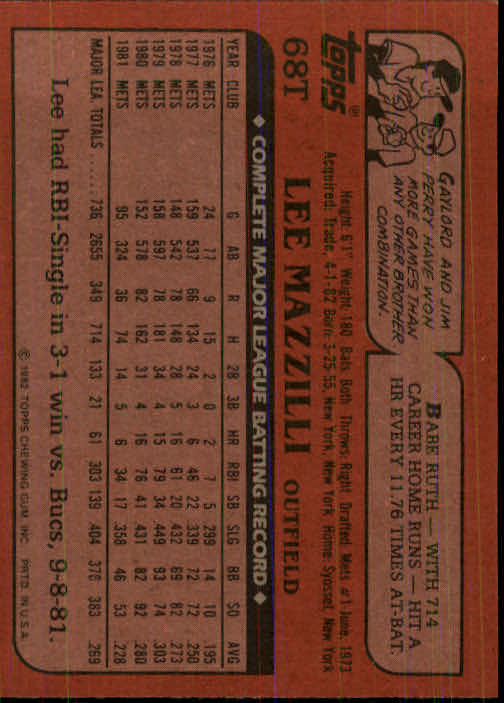 GAYLORD AND JIM
PERRY HAVE WON
MORE GAMES THAN
ANY OTHER BROTHER
COMBINATION.
BABE RUTH — WITH 714
CAREER HOME RUNS — HIT A
HR EVERY 11.76 TIMES AT-BAT.
topps®
68T LEE MAZZILLI OUTFIELD
Height: 6'1" Weight: 180 Bats: Both Throws: Right Drafted: Mets #1-June, 1973
Acquired: Trade, 4-1-82 Born: 3-25-55, New York, New York Home: Syosset, New York
◆ COMPLETE MAJOR LEAGUE BATTING RECORD ◆
YEAR CLUB G AB R H 2B 3B HR RBI SB SLG BB SO AVG
1976 METS 24 77 9 15 2 0 2 7 5 .299 14 10 .195
1977 METS 159 537 66 134 24 3 6 46 22 .339 72 72 .250
1978 METS 148 542 78 148 28 5 16 61 20 .432 69 82 .273
1979 METS 158 597 78 181 34 4 15 79 34 .449 93 74 .303
1980 METS 152 578 82 162 31 4 16 76 41 .431 82 92 .280
1981 METS 95 324 36 74 14 5 6 34 17 .358 46 53 .228
MAJOR LEA. TOTALS ...... 736 2655 349 714 133 21 61 303 139 .404 376 383 .269
Lee had RBI-Single in 3-1 win vs. Bucs, 9-8-81.
© 1982 TOPPS CHEWING GUM, INC. PRTD. IN U.S.A.